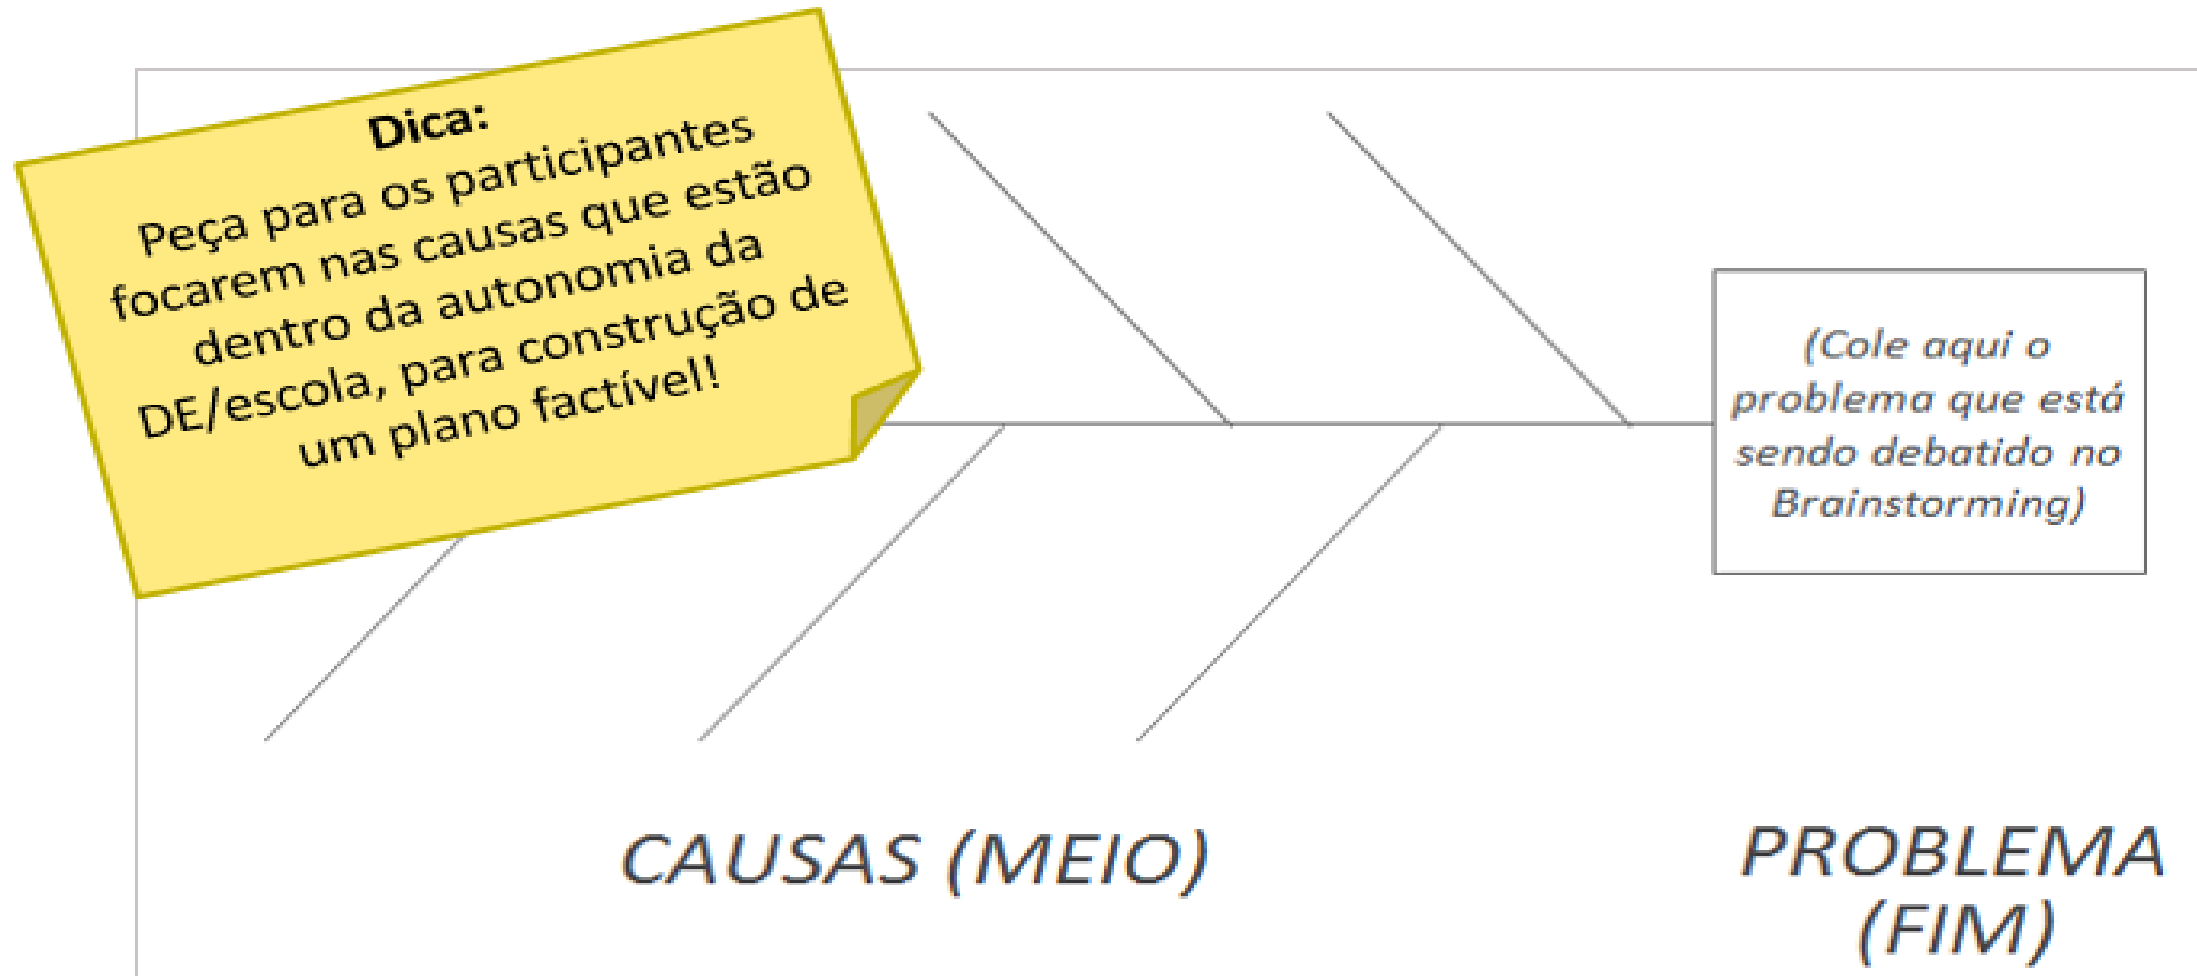 Dica:
Peça para os participantes
focarem nas causas que estão
dentro da autonomia da
DE/escola, para construção de
um plano factível!
(Cole aqui o
problema que está
sendo debatido no
Brainstorming)
CAUSAS (MEIO)
PROBLEMA
(FIM)